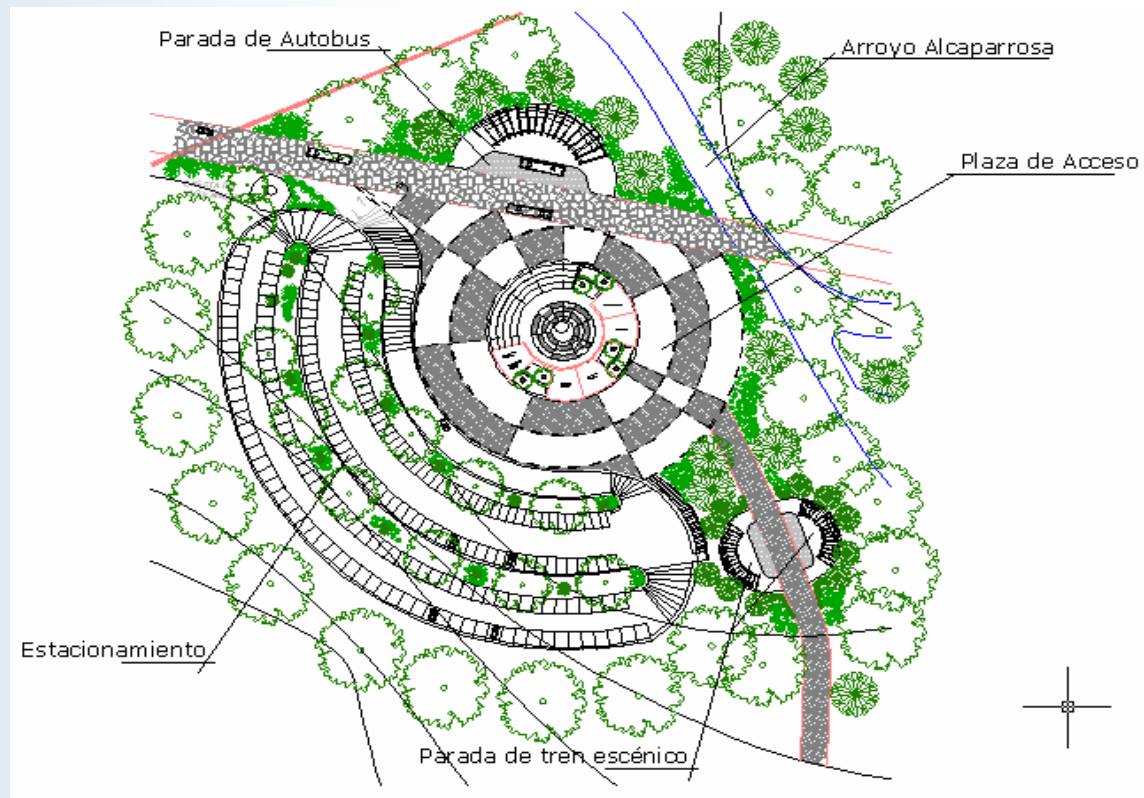 Parada de Autobus
Arroyo Alcaparrosa
Plaza de Acceso
Estacionamiento
Parada de tren escénico